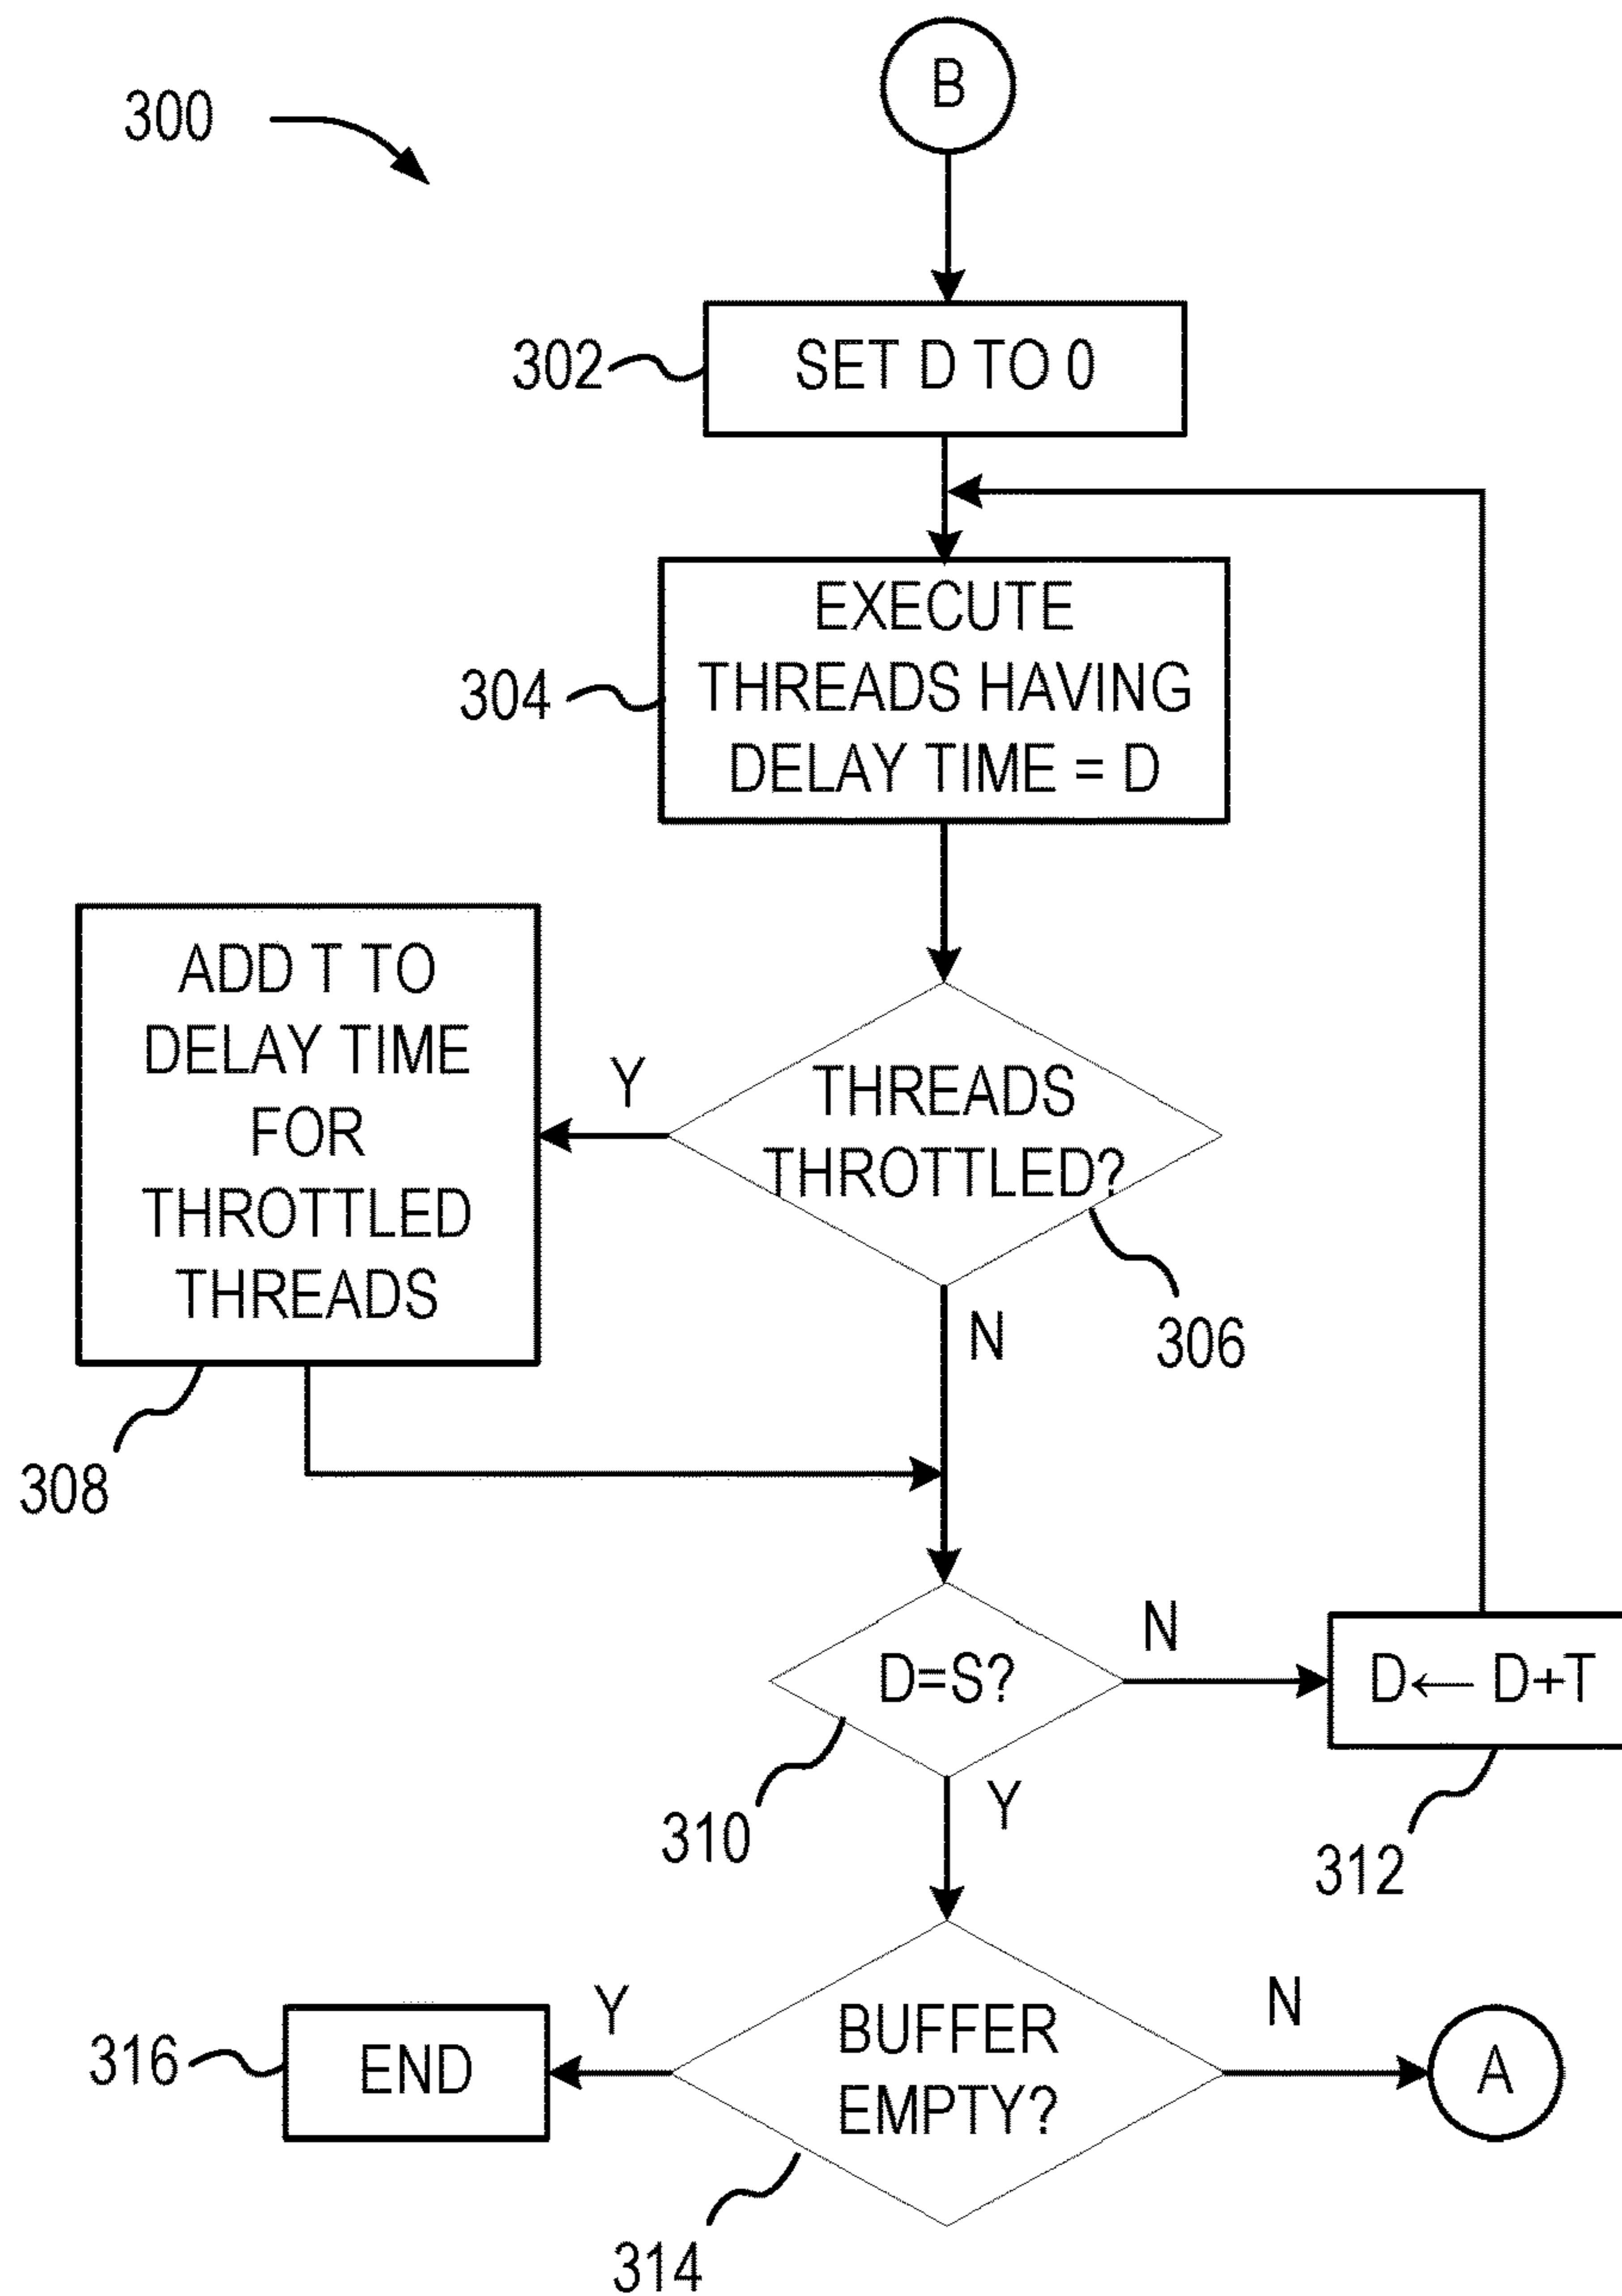 B
300
302
SET D TO 0
EXECUTE
THREADS HAVING
DELAY TIME = D
304
ADD T TO
DELAY TIME
FOR
THROTTLED
THREADS
Y
THREADS
THROTTLED?
N
306
308
D=S?
N
D← D+T
310
Y
312
316
END
Y
BUFFER
EMPTY?
N
A
314